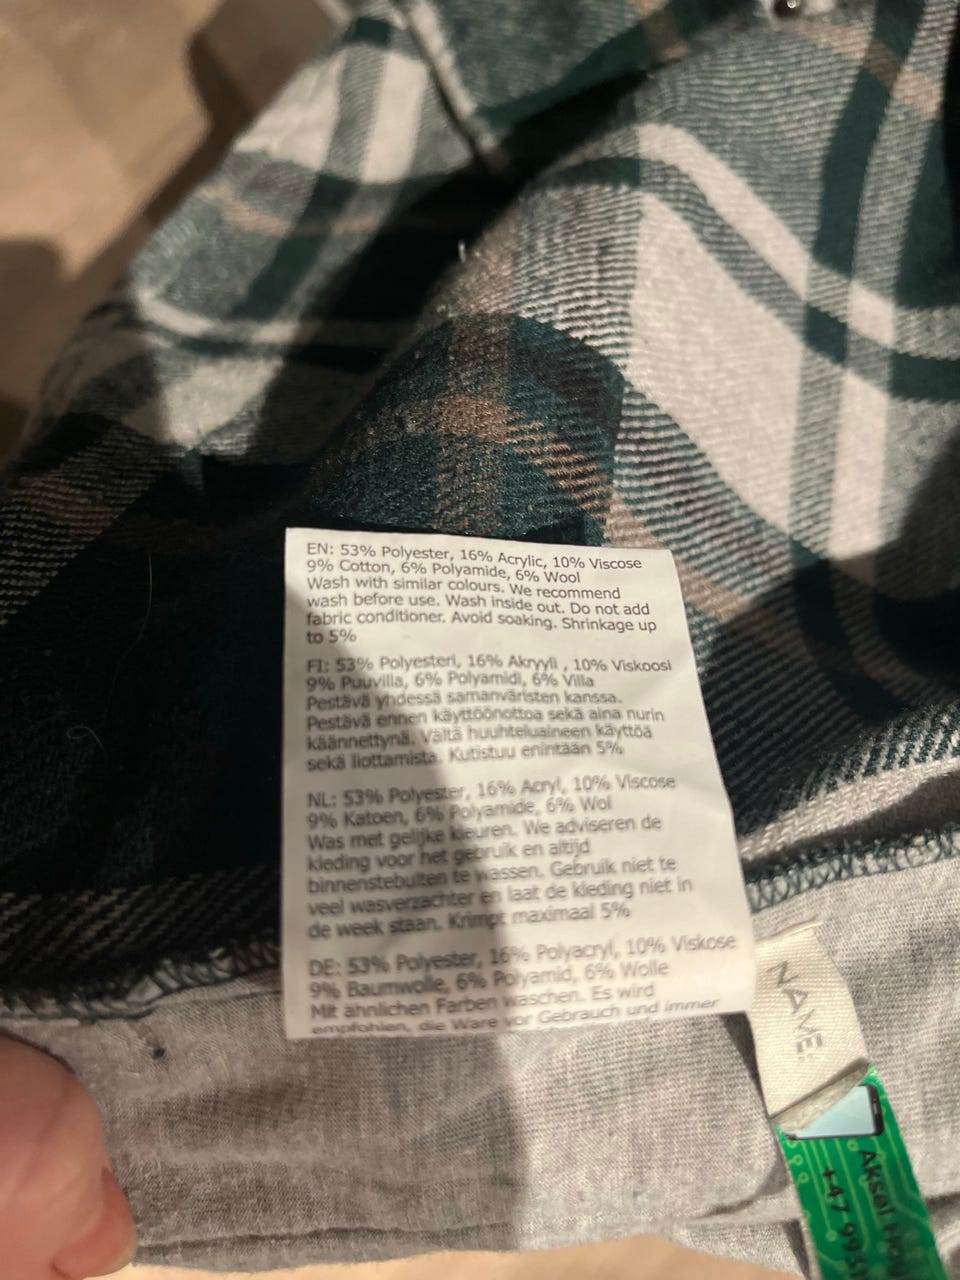 EN: 53% Polyester, 16% Acrylic, 10% Viscose
9% Cotton, 6% Polyamide, 6% Wool
Wash with similar colours. We recommend
wash before use. Wash inside out. Do not add
fabric conditioner. Avoid soaking. Shrinkage up
to 5%
FI: 53% Polyesteri, 16% Akryyli , 10% Viskoosi
9% Puuvilla, 6% Polyamidi, 6% Villa
Pestävä yhdessä samanväristen kanssa.
Pestävä ennen käyttöönottoa sekä aina nurin
käännettynä. Vältä huuhteluaineen käyttöä
sekä liottamista. Kutistuu enintään 5%
NL: 53% Polyester, 16% Acryl, 10% Viscose
9% Katoen, 6% Polyamide, 6% Wol
Was met gelijke kleuren. We adviseren de
kleding voor het gebruik en altijd
binnenstebuiten te wassen. Gebruik niet te
veel wasverzachter en laat de kleding niet in
de week staan. Krimpt maximaal 5%
DE: 53% Polyester, 16% Polyacryl, 10% Viskose
9% Baumwolle, 6% Polyamid, 6% Wolle
Mit ähnlichen Farben waschen. Es wird
empfohlen, die Ware vor Gebrauch und immer
NAME:
Aksel
+47 995